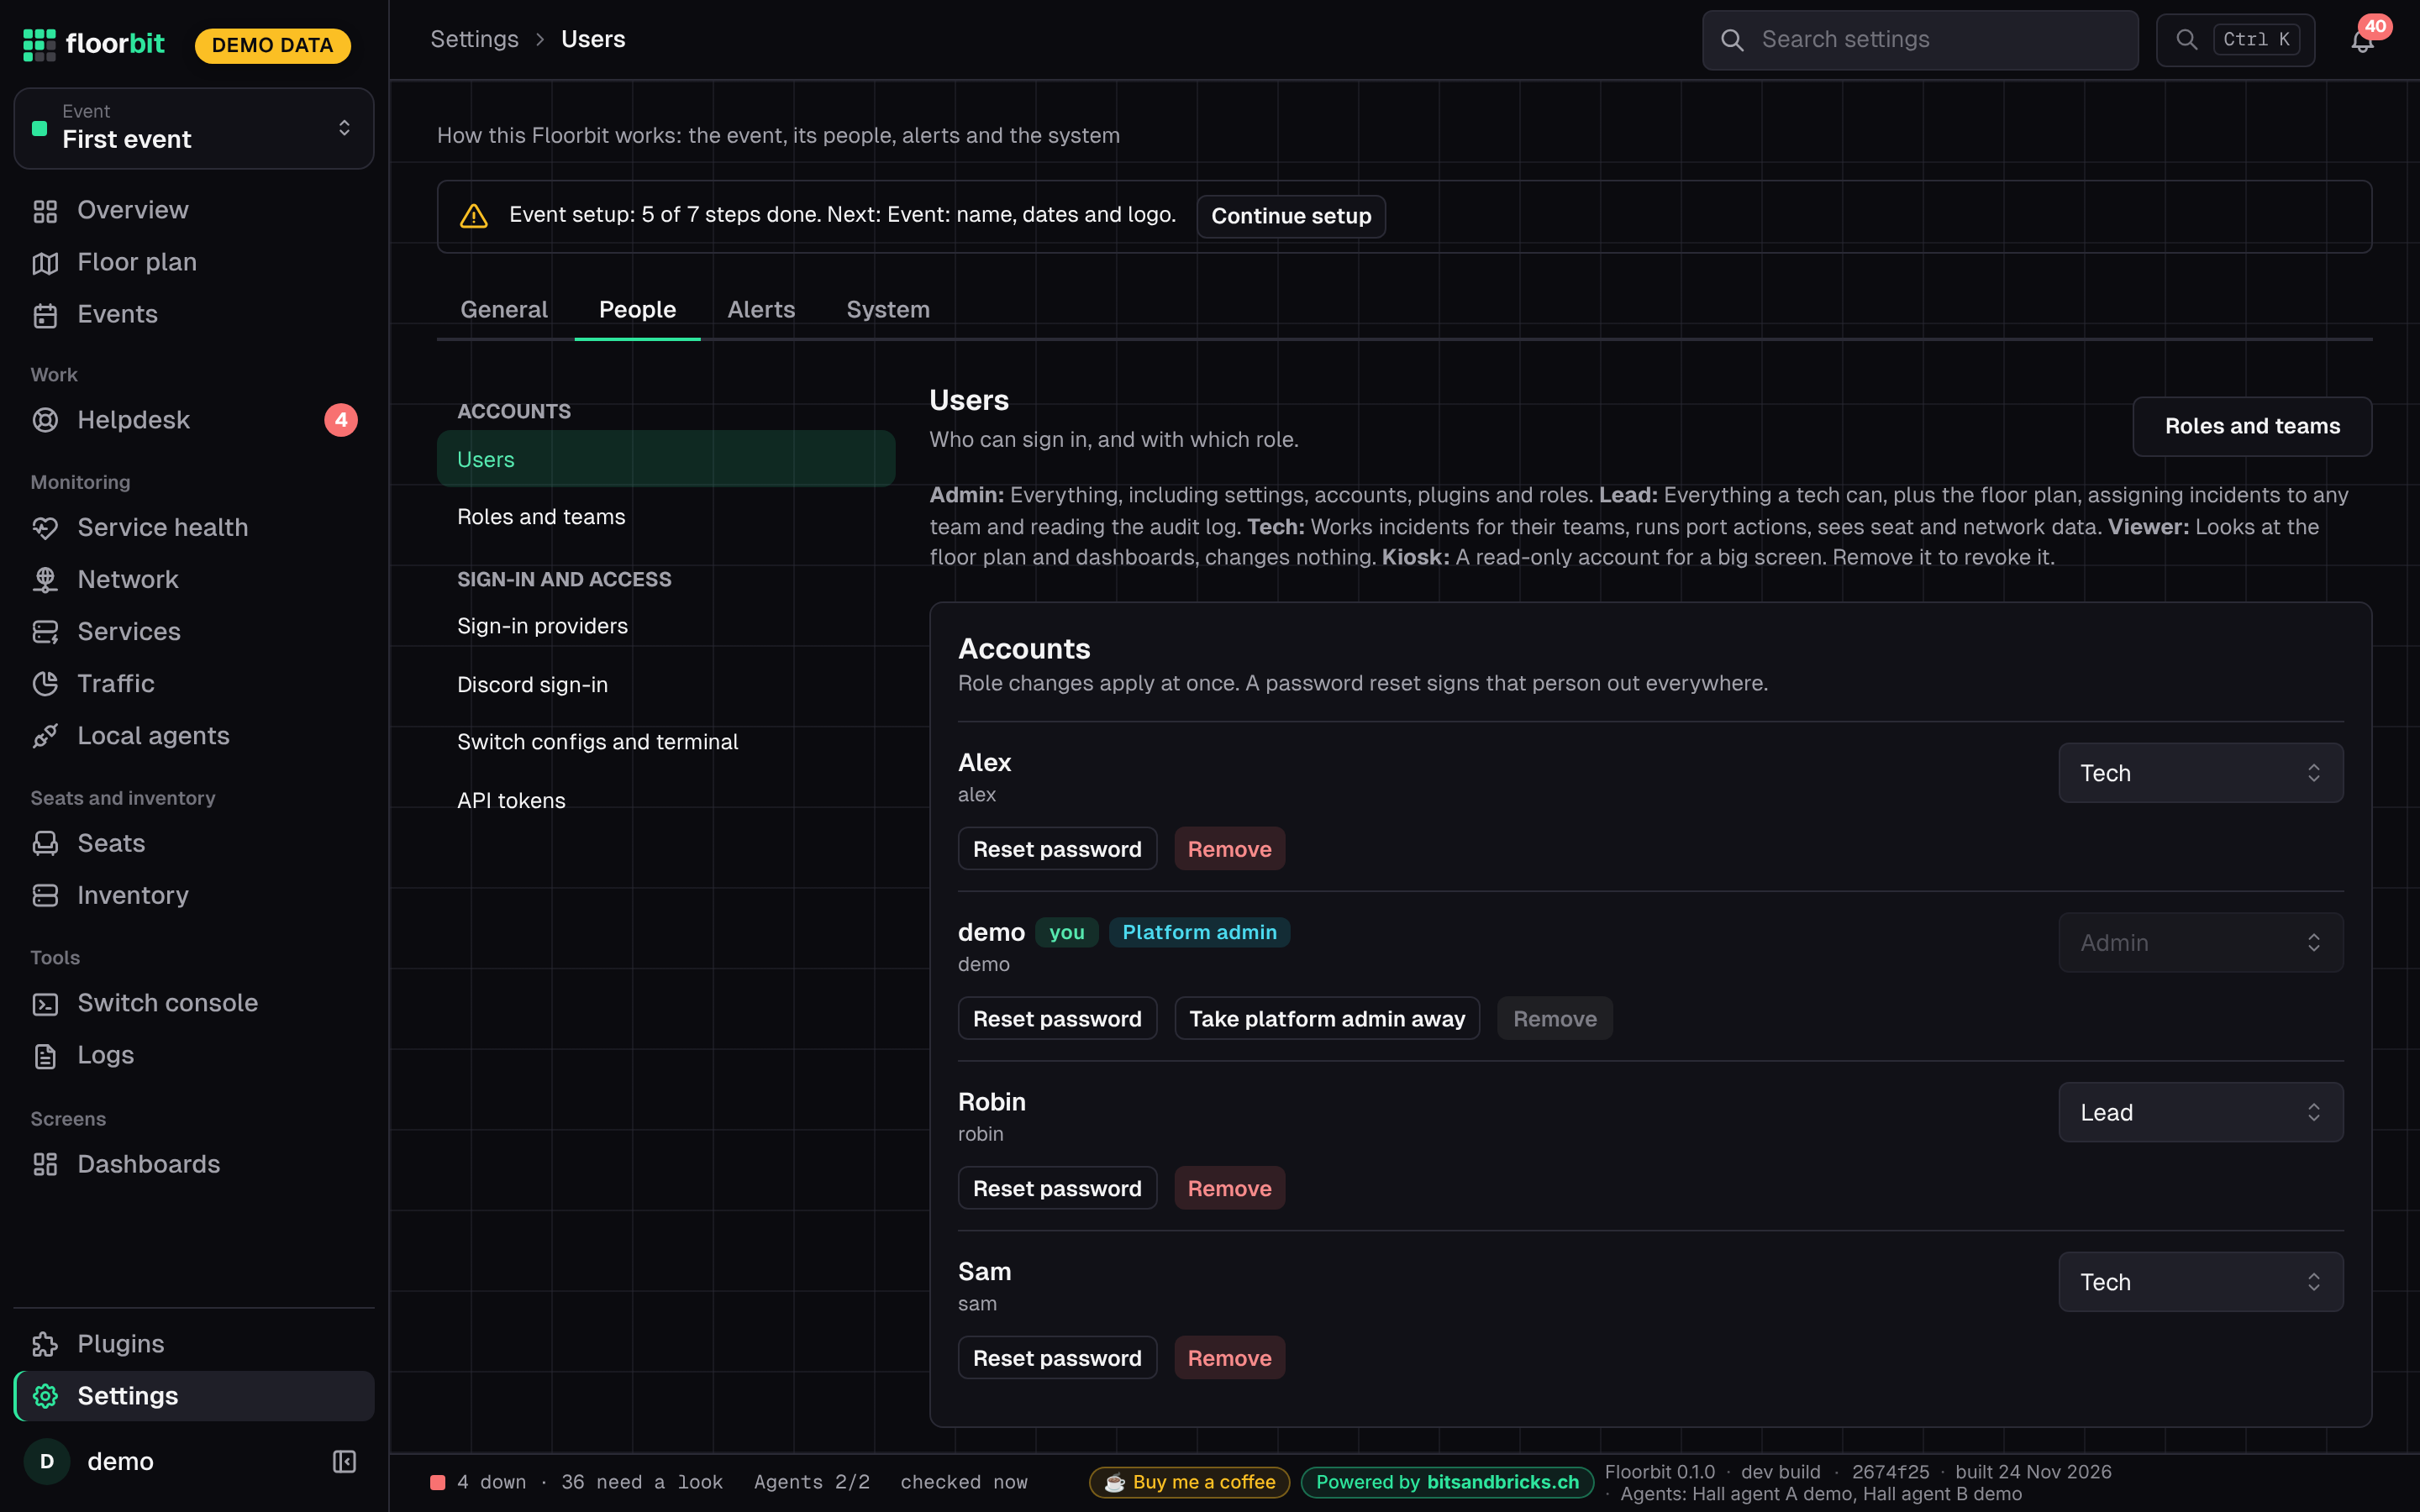 floorbit
DEMO DATA
Event
First event
Overview
Floor plan
Events
Work
Helpdesk
4
Monitoring
Service health
Network
Services
Traffic
Local agents
Seats and inventory
Seats
Inventory
Tools
Switch console
Logs
Screens
Dashboards
Plugins
Settings
D
demo
Settings
Users
Search settings
Ctrl K
40
How this Floorbit works: the event, its people, alerts and the system
Event setup: 5 of 7 steps done. Next: Event: name, dates and logo.
Continue setup
General
People
Alerts
System
ACCOUNTS
Users
Roles and teams
SIGN-IN AND ACCESS
Sign-in providers
Discord sign-in
Switch configs and terminal
API tokens
Users
Who can sign in, and with which role.
Roles and teams
Admin: Everything, including settings, accounts, plugins and roles. Lead: Everything a tech can, plus the floor plan, assigning incidents to any
team and reading the audit log. Tech: Works incidents for their teams, runs port actions, sees seat and network data. Viewer: Looks at the
floor plan and dashboards, changes nothing. Kiosk: A read-only account for a big screen. Remove it to revoke it.
Accounts
Role changes apply at once. A password reset signs that person out everywhere.
Alex
alex
Tech
Reset password
Remove
demo
you
Platform admin
demo
Admin
Reset password
Take platform admin away
Remove
Robin
robin
Lead
Reset password
Remove
Sam
sam
Tech
Reset password
Remove
4 down · 36 need a look
Agents 2/2
checked now
☕ Buy me a coffee
Powered by bitsandbricks.ch
Floorbit 0.1.0 · dev build · 2674f25 · built 24 Nov 2026
· Agents: Hall agent A demo, Hall agent B demo